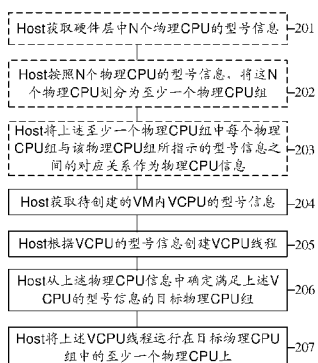 Host获取硬件层中N个物理CPU的型号信息
201
Host按照N个物理CPU的型号信息，将这N
个物理CPU划分为至少一个物理CPU组
202
Host将上述至少一个物理CPU组中每个物理
CPU组与该物理CPU组所指示的型号信息之
间的对应关系作为物理CPU信息
203
Host获取待创建的VM内VCPU的型号信息
204
Host根据VCPU的型号信息创建VCPU线程
205
Host从上述物理CPU信息中确定满足上述V
CPU的型号信息的目标物理CPU组
206
Host将上述VCPU线程运行在目标物理CPU
组中的至少一个物理CPU上
207